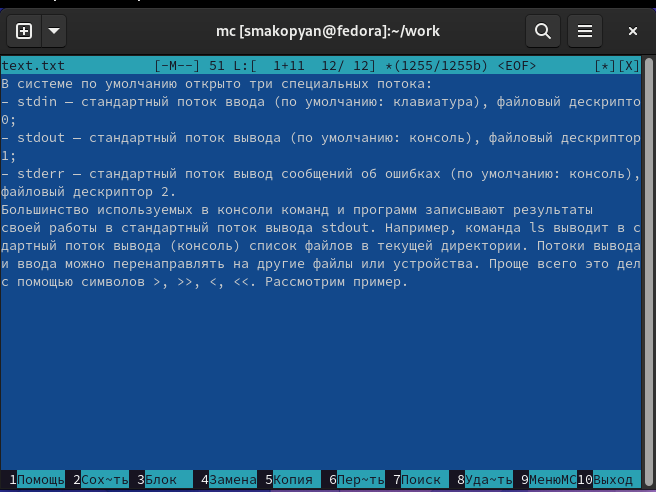 mc [smakopyan@fedora]:~/work
text.txt [-M--] 51 L:[ 1+11 12/ 12] *(1255/1255b) <EOF> [*][X]
В системе по умолчанию открыто три специальных потока:
– stdin — стандартный поток ввода (по умолчанию: клавиатура), файловый дескрипто
0;
– stdout — стандартный поток вывода (по умолчанию: консоль), файловый дескриптор
1;
– stderr — стандартный поток вывод сообщений об ошибках (по умолчанию: консоль),
файловый дескриптор 2.
Большинство используемых в консоли команд и программ записывают результаты
своей работы в стандартный поток вывода stdout. Например, команда ls выводит в с
дартный поток вывода (консоль) список файлов в текущей директории. Потоки вывода
и ввода можно перенаправлять на другие файлы или устройства. Проще всего это дел
с помощью символов >, >>, <, <<. Рассмотрим пример.
1Помощь 2Сох~ть 3Блок 4Замена 5Копия 6Пер~ть 7Поиск 8Уда~ть 9МенюMC 10Выход